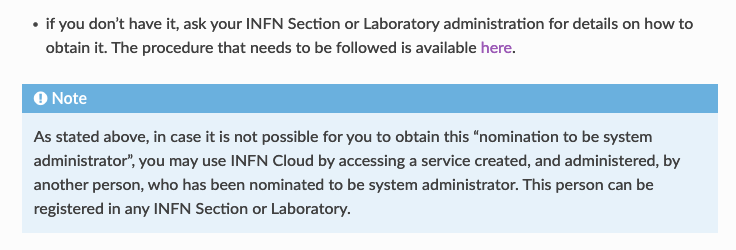 • if you don’t have it, ask your INFN Section or Laboratory administration for details on how to
obtain it. The procedure that needs to be followed is available here.
Note
As stated above, in case it is not possible for you to obtain this “nomination to be system
administrator”, you may use INFN Cloud by accessing a service created, and administered, by
another person, who has been nominated to be system administrator. This person can be
registered in any INFN Section or Laboratory.